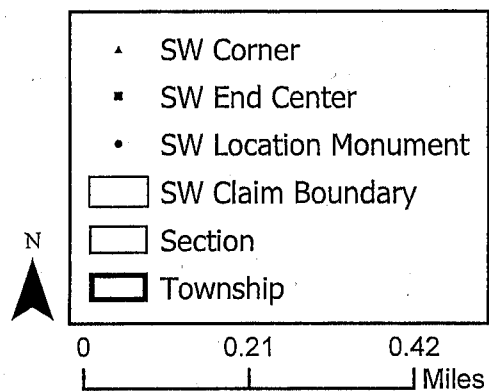 SW Corner
SW End Center
SW Location Monument
SW Claim Boundary
Section
Township
N
0 0.21 0.42
Miles